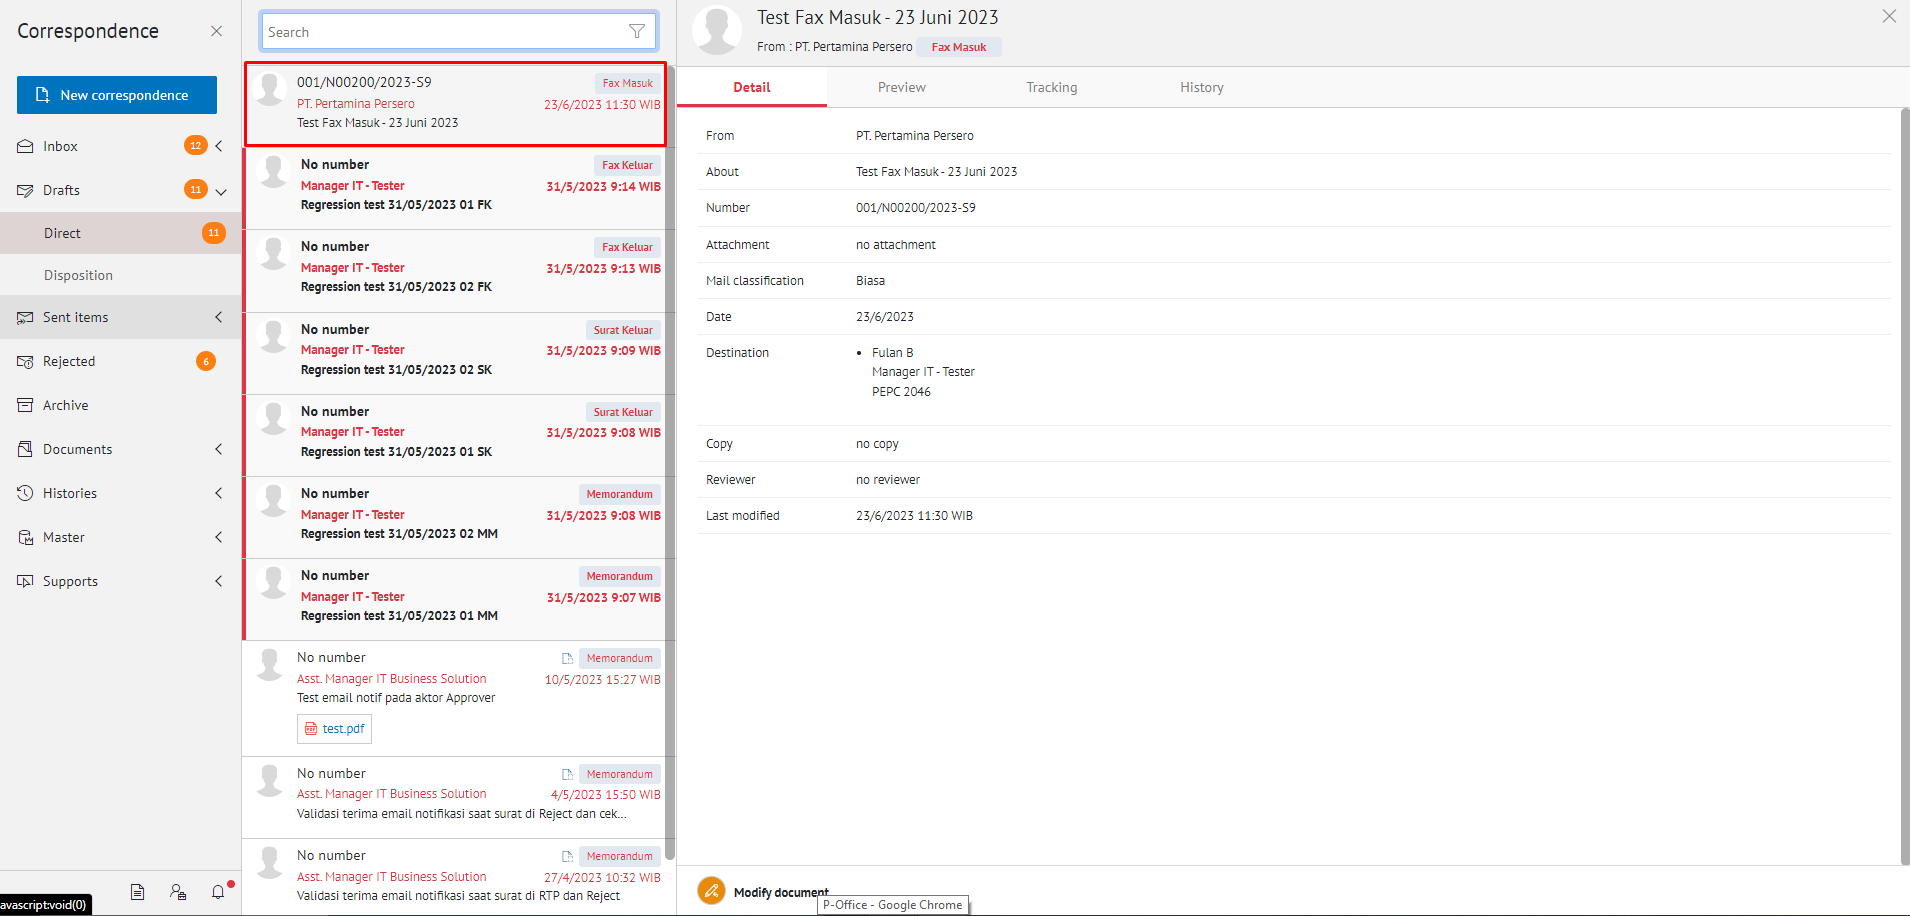 Correspondence
New correspondence
Inbox 12
Drafts 11
Direct 11
Disposition
Sent items
Rejected 6
Archive
Documents
Histories
Master
Supports
avascript:void(0)
Search
001/N00200/2023-S9 Fax Masuk
PT. Pertamina Persero 23/6/2023 11:30 WIB
Test Fax Masuk - 23 Juni 2023
No number Fax Keluar
Manager IT - Tester 31/5/2023 9:14 WIB
Regression test 31/05/2023 01 FK
No number Fax Keluar
Manager IT - Tester 31/5/2023 9:13 WIB
Regression test 31/05/2023 02 FK
No number Surat Keluar
Manager IT - Tester 31/5/2023 9:09 WIB
Regression test 31/05/2023 02 SK
No number Surat Keluar
Manager IT - Tester 31/5/2023 9:08 WIB
Regression test 31/05/2023 01 SK
No number Memorandum
Manager IT - Tester 31/5/2023 9:08 WIB
Regression test 31/05/2023 02 MM
No number Memorandum
Manager IT - Tester 31/5/2023 9:07 WIB
Regression test 31/05/2023 01 MM
No number Memorandum
Asst. Manager IT Business Solution 10/5/2023 15:27 WIB
Test email notif pada aktor Approver
PDF test.pdf
No number Memorandum
Asst. Manager IT Business Solution 4/5/2023 15:50 WIB
Validasi terima email notifikasi saat surat di Reject dan cek...
No number Memorandum
Asst. Manager IT Business Solution 27/4/2023 10:32 WIB
Validasi terima email notifikasi saat surat di RTP dan Reject
Test Fax Masuk - 23 Juni 2023
From : PT. Pertamina Persero Fax Masuk
Detail Preview Tracking History
From PT. Pertamina Persero
About Test Fax Masuk - 23 Juni 2023
Number 001/N00200/2023-S9
Attachment no attachment
Mail classification Biasa
Date 23/6/2023
Destination • Fulan B
Manager IT - Tester
PEPC 2046
Copy no copy
Reviewer no reviewer
Last modified 23/6/2023 11:30 WIB
Modify document
P-Office - Google Chrome